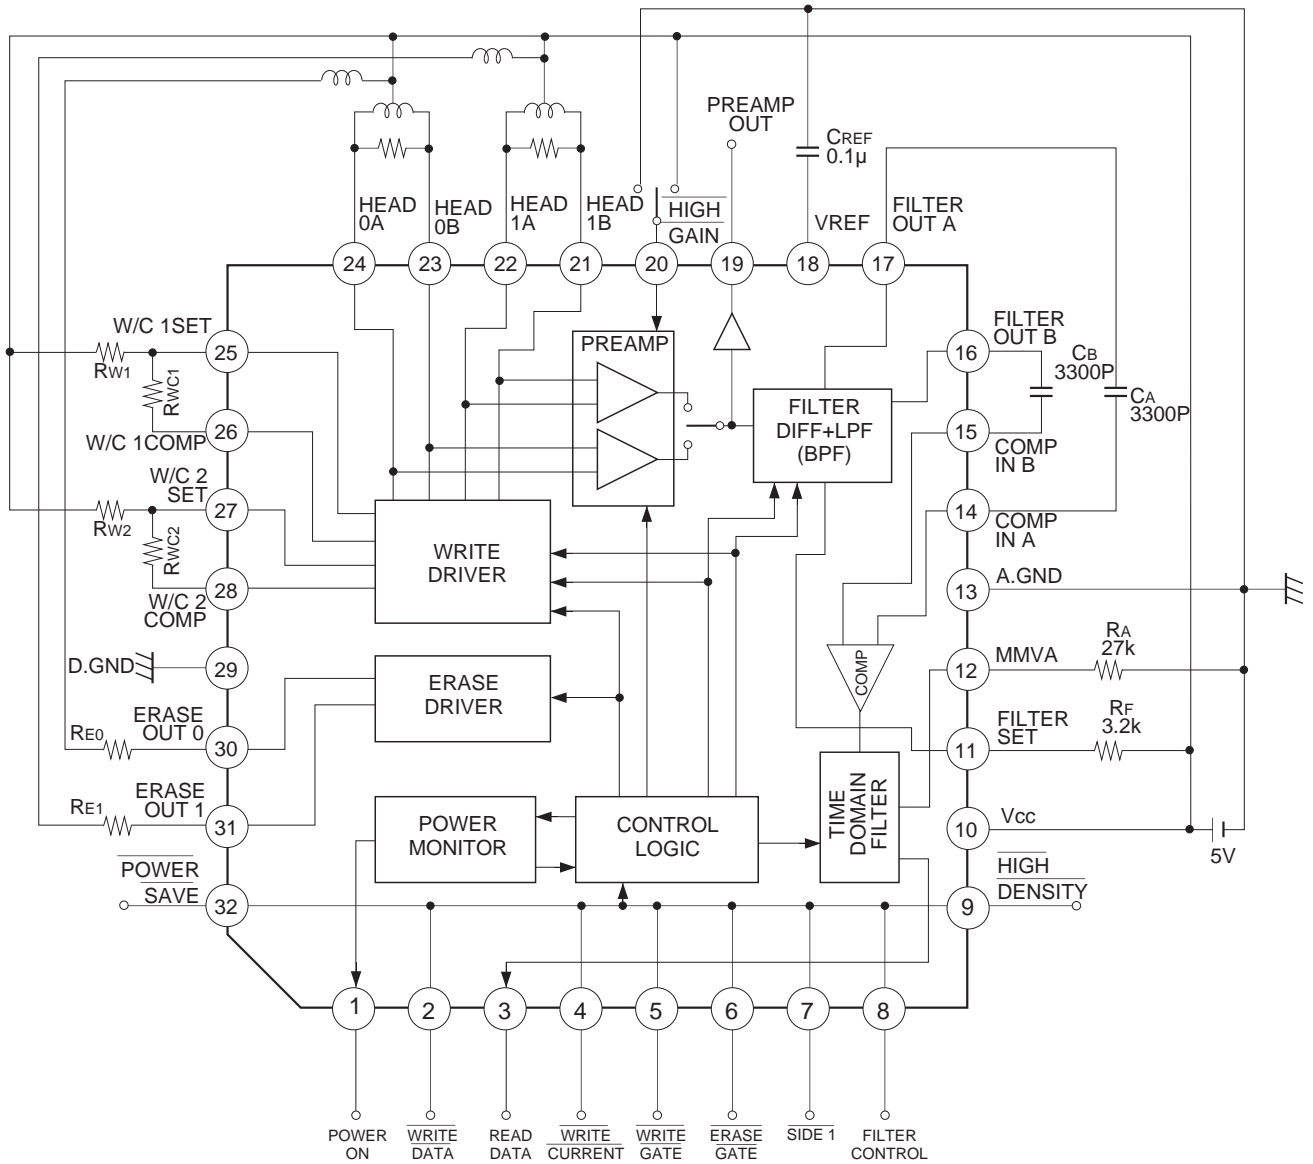 PREAMP
OUT
CREF
0.1µ
HEAD
0A
HEAD
0B
HEAD
1A
HEAD
1B
HIGH
GAIN
VREF
FILTER
OUT A
24
23
22
21
20
19
18
17
W/C 1SET
25
RW1
RWC1
W/C 1COMP
26
W/C 2
SET
27
RW2
RWC2
W/C 2
COMP
28
D.GND
29
ERASE
OUT 0
RE0
30
ERASE
OUT 1
RE1
31
POWER
SAVE
32
PREAMP
FILTER
DIFF+LPF
(BPF)
WRITE
DRIVER
ERASE
DRIVER
POWER
MONITOR
CONTROL
LOGIC
COMP
TIME
DOMAIN
FILTER
FILTER
OUT B
16
CB
3300P
CA
3300P
15
COMP
IN B
14
COMP
IN A
13
A.GND
12
MMVA
RA
27k
11
FILTER
SET
RF
3.2k
10
Vcc
5V
9
HIGH
DENSITY
1
2
3
4
5
6
7
8
POWER
ON
WRITE
DATA
READ
DATA
WRITE
CURRENT
WRITE
GATE
ERASE
GATE
SIDE 1
FILTER
CONTROL